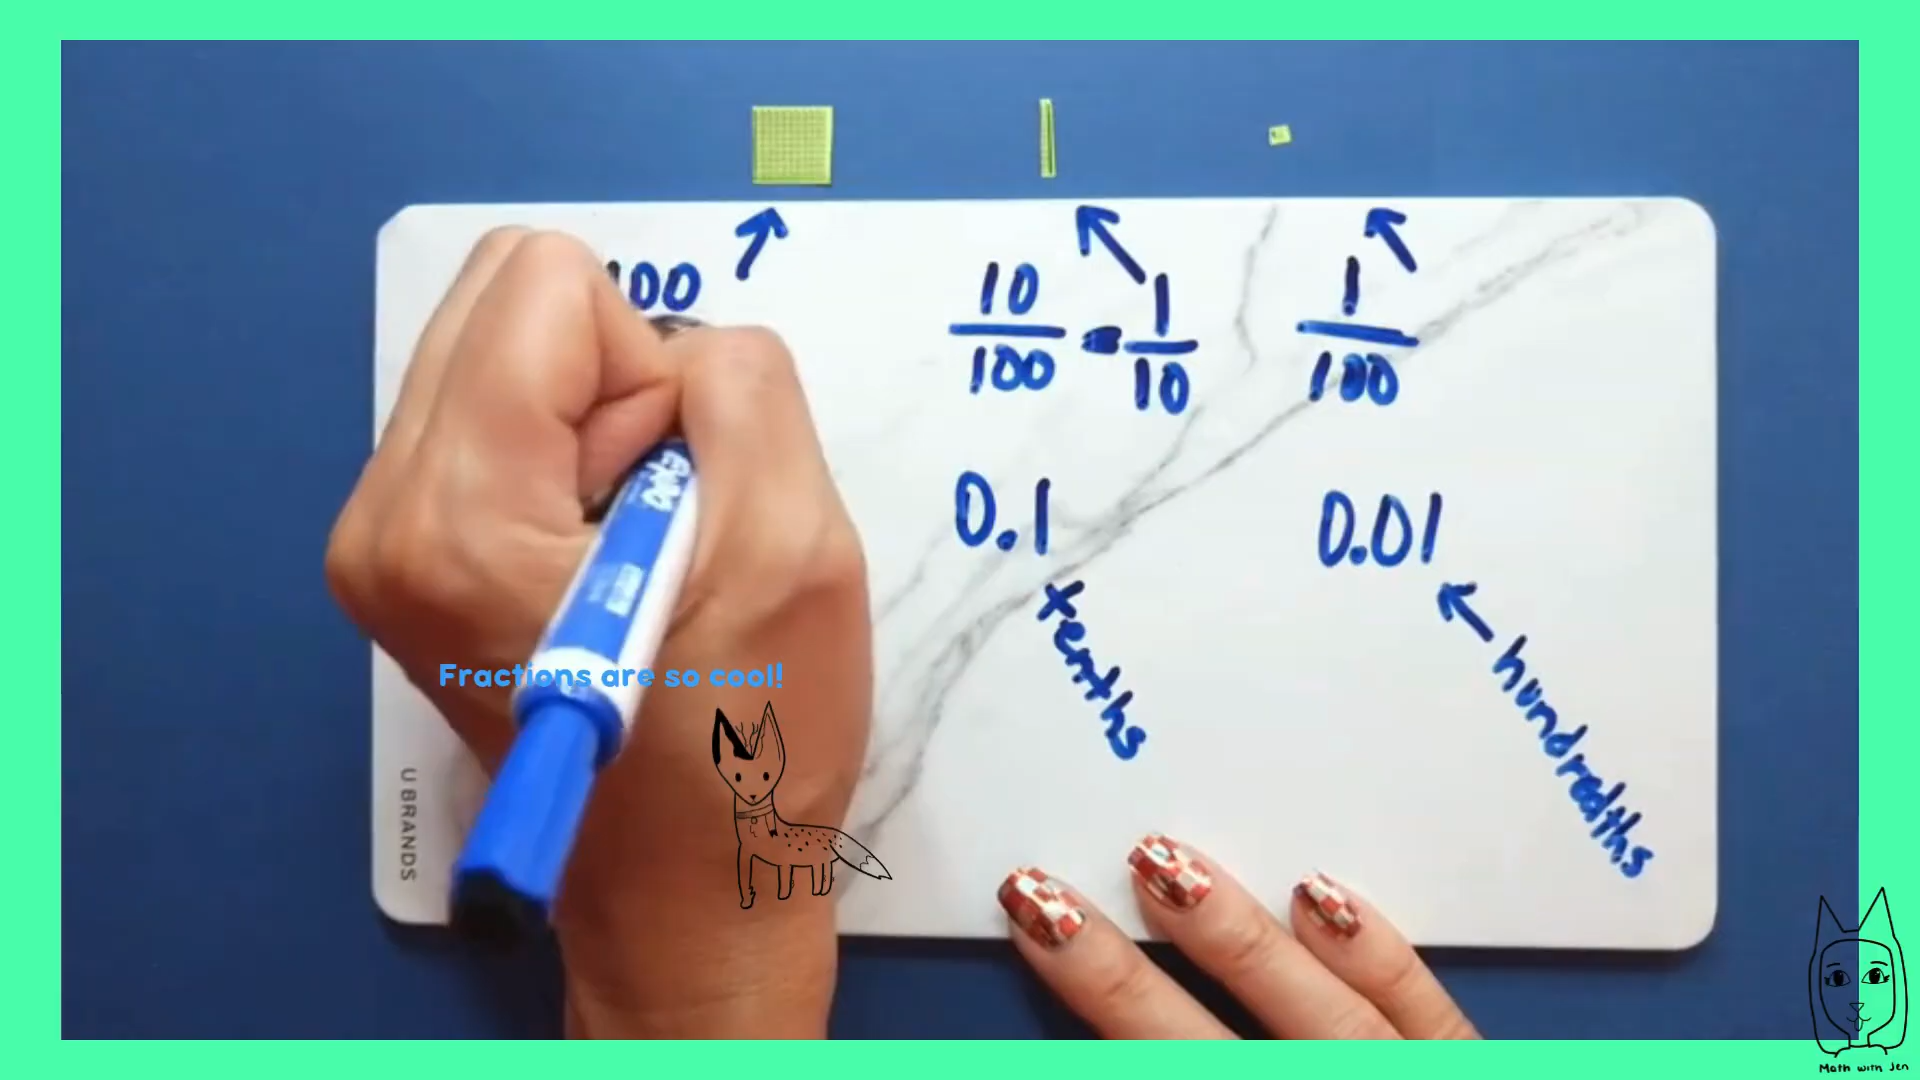 100
10
100
=
1
10
1
100
0.1
0.01
tenths
hundredths
Expo
Fractions are so cool!
U BRANDS
Math with Jen